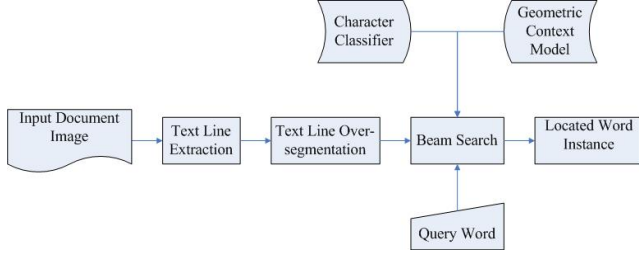 Character
Classifier
Geometric
Context
Model
Input Document
Image
Text Line
Extraction
Text Line Over-
segmentation
Beam Search
Located Word
Instance
Query Word